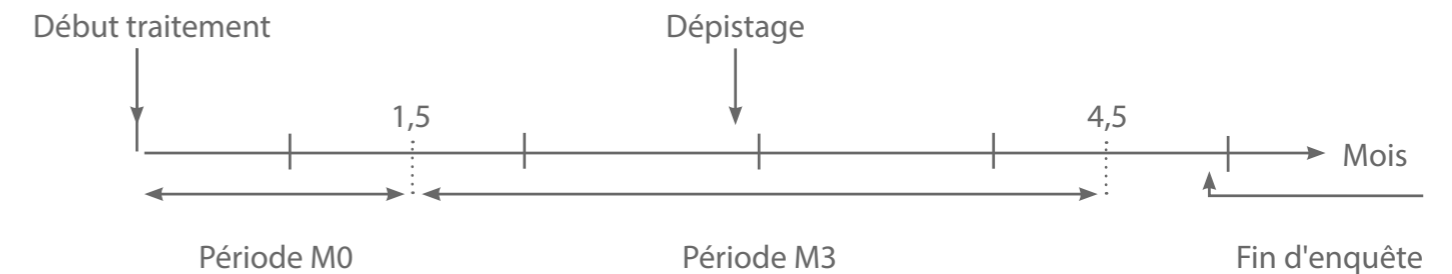 Début traitement
Dépistage
1,5
4,5
Mois
Période M0
Période M3
Fin d'enquête